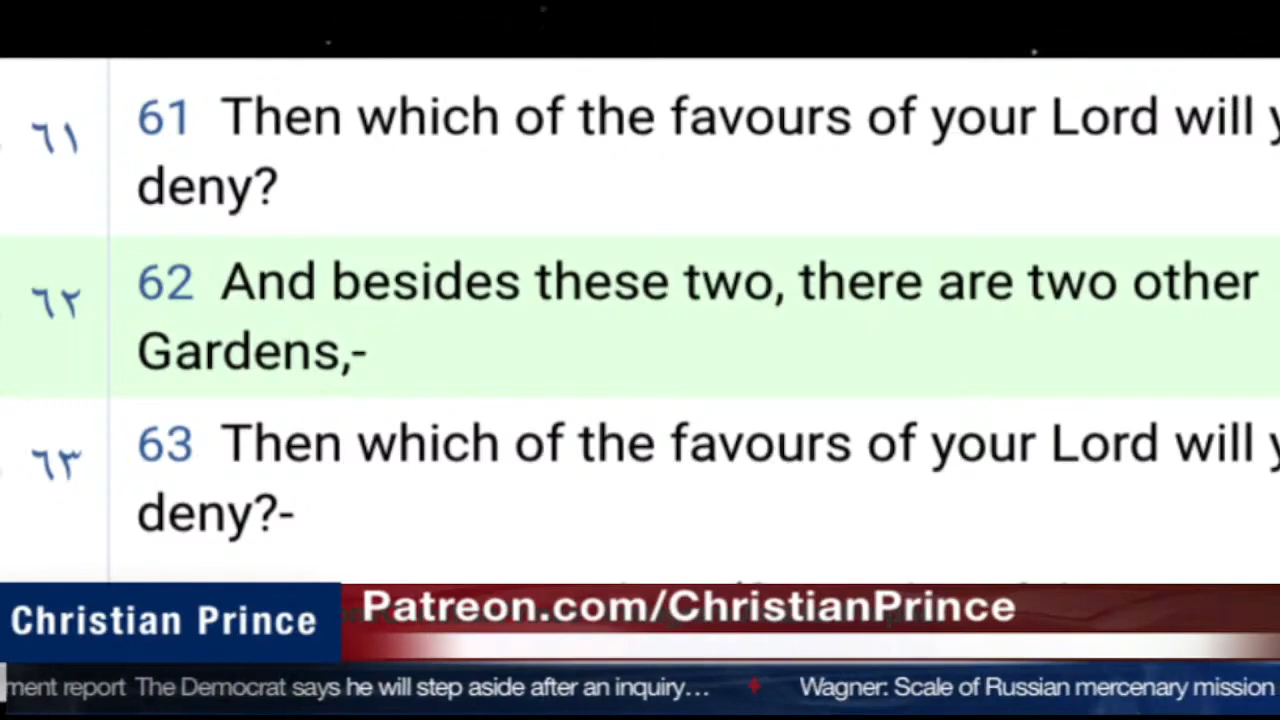 ٦١ 61 Then which of the favours of your Lord will
deny?
٦٢ 62 And besides these two, there are two other
Gardens,-
٦٣ 63 Then which of the favours of your Lord will
deny?-
Christian Prince Patreon.com/ChristianPrince
report The Democrat says he will step aside after an inquiry... Wagner: Scale of Russian mercenary mission